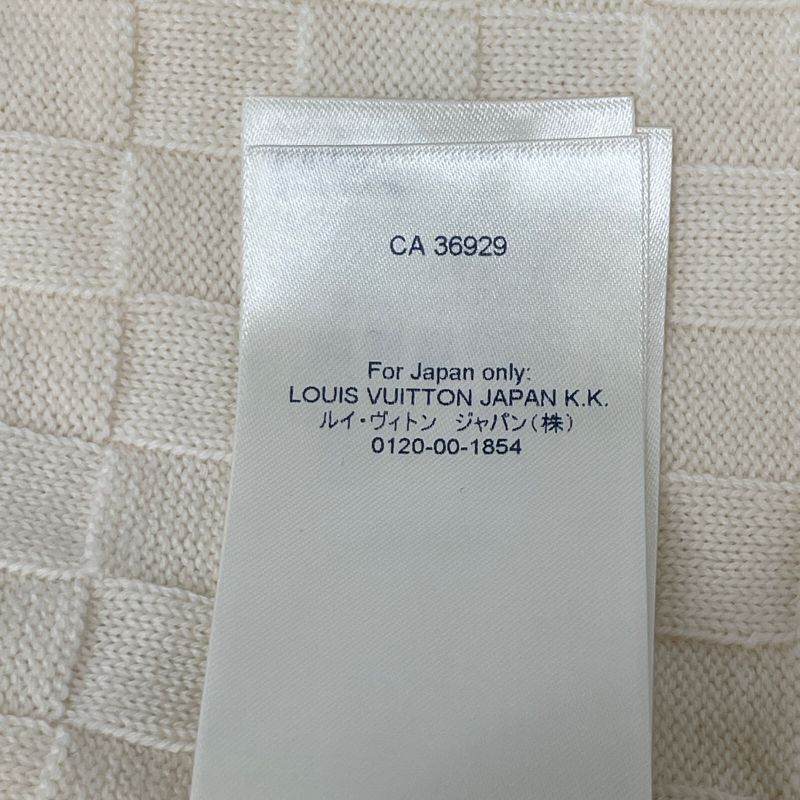 CA 36929
For Japan only:
LOUIS VUITTON JAPAN K.K.
ルイ・ヴィトン　ジャパン（株）
0120-00-1854